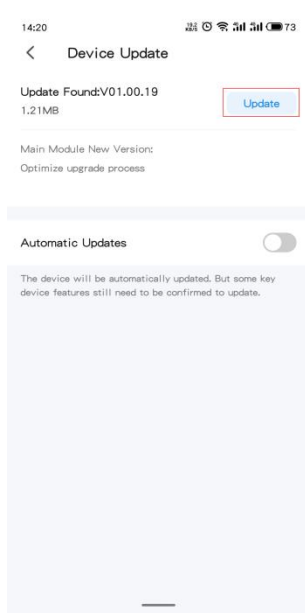 14:20
73
Device Update
Update Found:V01.00.19
1.21MB
Update
Main Module New Version:
Optimize upgrade process
Automatic Updates
The device will be automatically updated. But some key
device features still need to be confirmed to update.